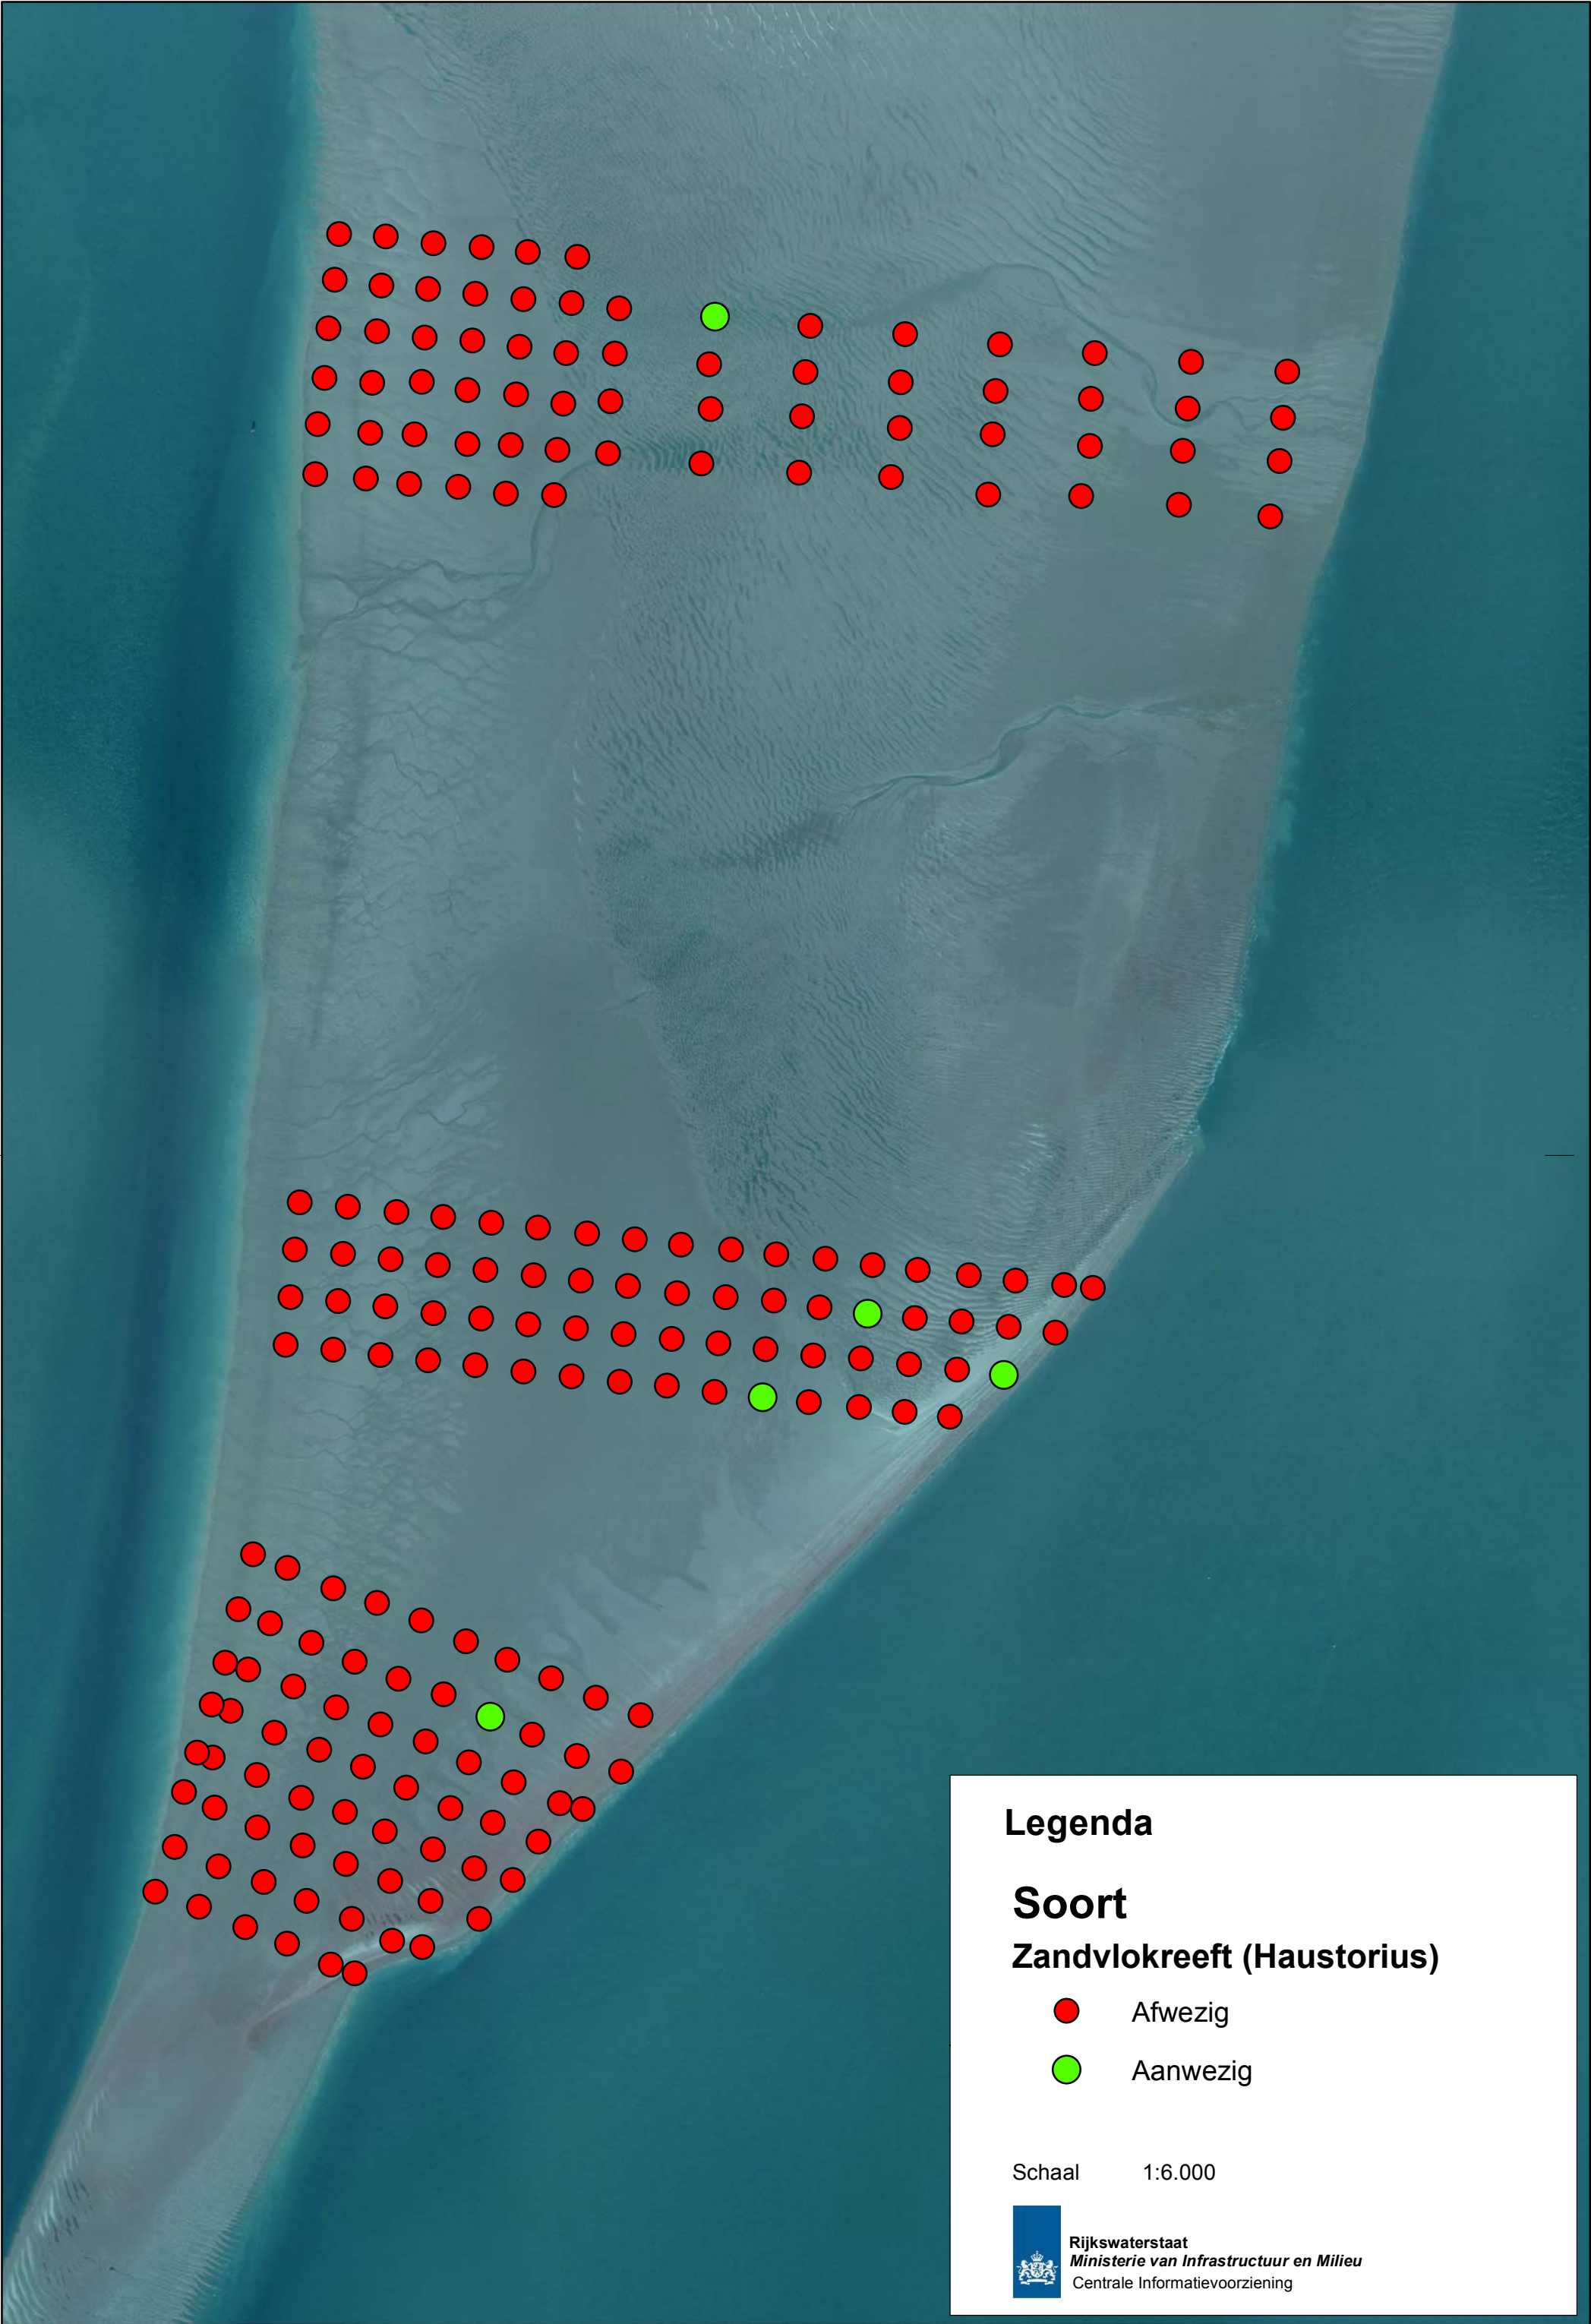 Legenda
Soort
Zandvlokreeft (Haustorius)
Afwezig
Aanwezig
Schaal 1:6.000
Rijkswaterstaat
Ministerie van Infrastructuur en Milieu
Centrale Informatievoorziening